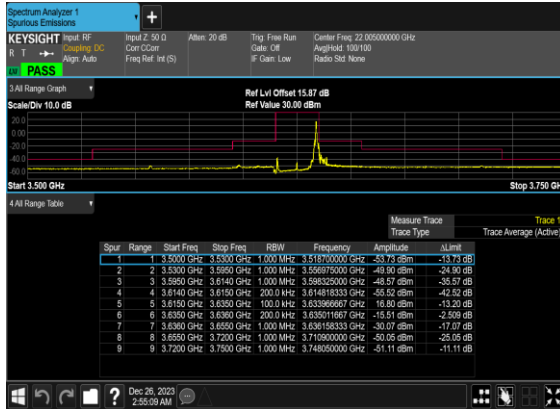 Spectrum Analyzer 1
Spurious Emissions
KEYSIGHT Input: RF Input Z: 50 Ω Atten: 20 dB Trig: Free Run Center Freq: 22.005000000 GHz
R T Coupling: DC Corr CCorr Gate: Off Avg|Hold: 100/100
Align: Auto Freq Ref: Int (S) IF Gain: Low Radio Std: None
PASS
3 All Range Graph Ref Lvl Offset 15.87 dB
Scale/Div 10.0 dB Ref Value 30.00 dBm
20.0
0.00
-20.0
-40.0
-60.0
Start 3.500 GHz Stop 3.750 GH
4 All Range Table
Measure Trace Trace 1
Trace Type Trace Average (Active)
Spur Range Start Freq Stop Freq RBW Frequency Amplitude ΔLimit
1 1 3.5000 GHz 3.5300 GHz 1.000 MHz 3.518700000 GHz -53.73 dBm -13.73 dB
2 2 3.5300 GHz 3.5950 GHz 1.000 MHz 3.556975000 GHz -49.90 dBm -24.90 dB
3 3 3.5950 GHz 3.6140 GHz 1.000 MHz 3.598325000 GHz -48.57 dBm -35.57 dB
4 4 3.6140 GHz 3.6150 GHz 200.0 kHz 3.614818333 GHz -55.52 dBm -42.52 dB
5 5 3.6150 GHz 3.6350 GHz 100.0 kHz 3.633966667 GHz 16.80 dBm -13.20 dB
6 6 3.6350 GHz 3.6360 GHz 200.0 kHz 3.635011667 GHz -15.51 dBm -2.509 dB
7 7 3.6360 GHz 3.6550 GHz 1.000 MHz 3.636158333 GHz -30.07 dBm -17.07 dB
8 8 3.6550 GHz 3.7200 GHz 1.000 MHz 3.710900000 GHz -50.05 dBm -25.05 dB
9 9 3.7200 GHz 3.7500 GHz 1.000 MHz 3.748050000 GHz -51.11 dBm -11.11 dB
? Dec 26, 2023
2:55:09 AM